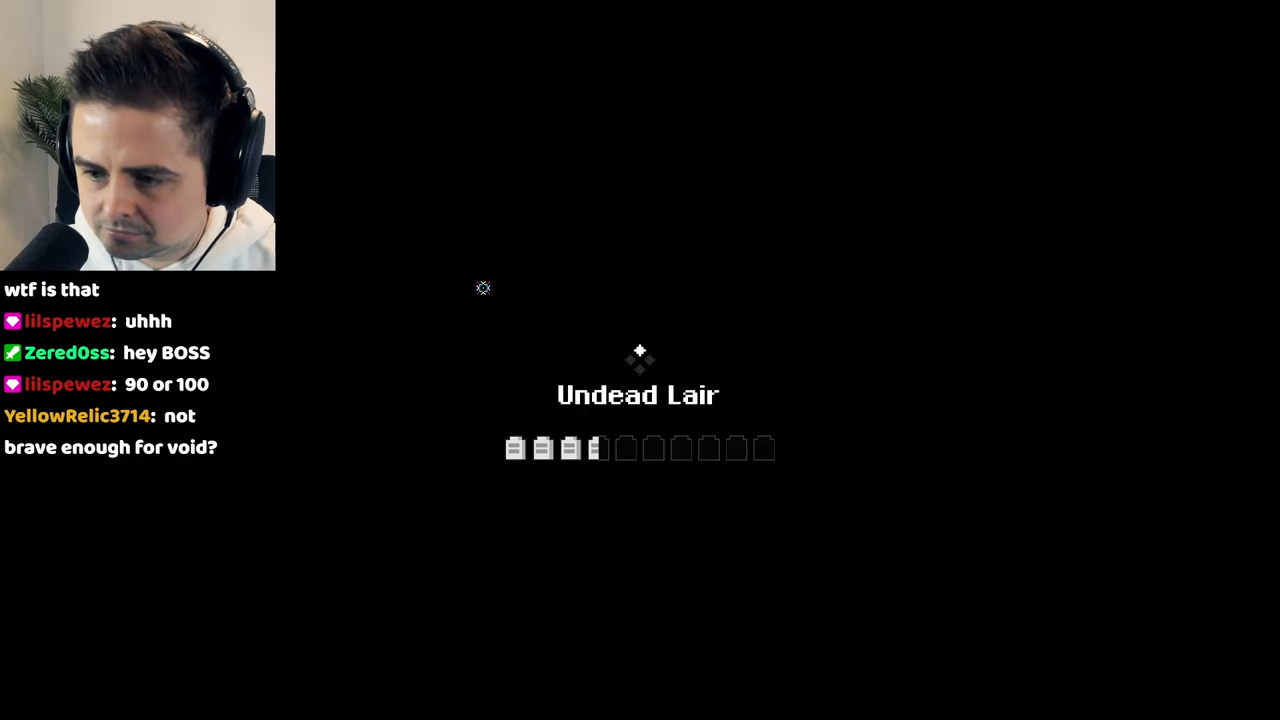 wtf is that
lilspewez: uhhh
Zered0ss: hey BOSS
lilspewez: 90 or 100
YellowRelic3714: not
brave enough for void?
Undead Lair